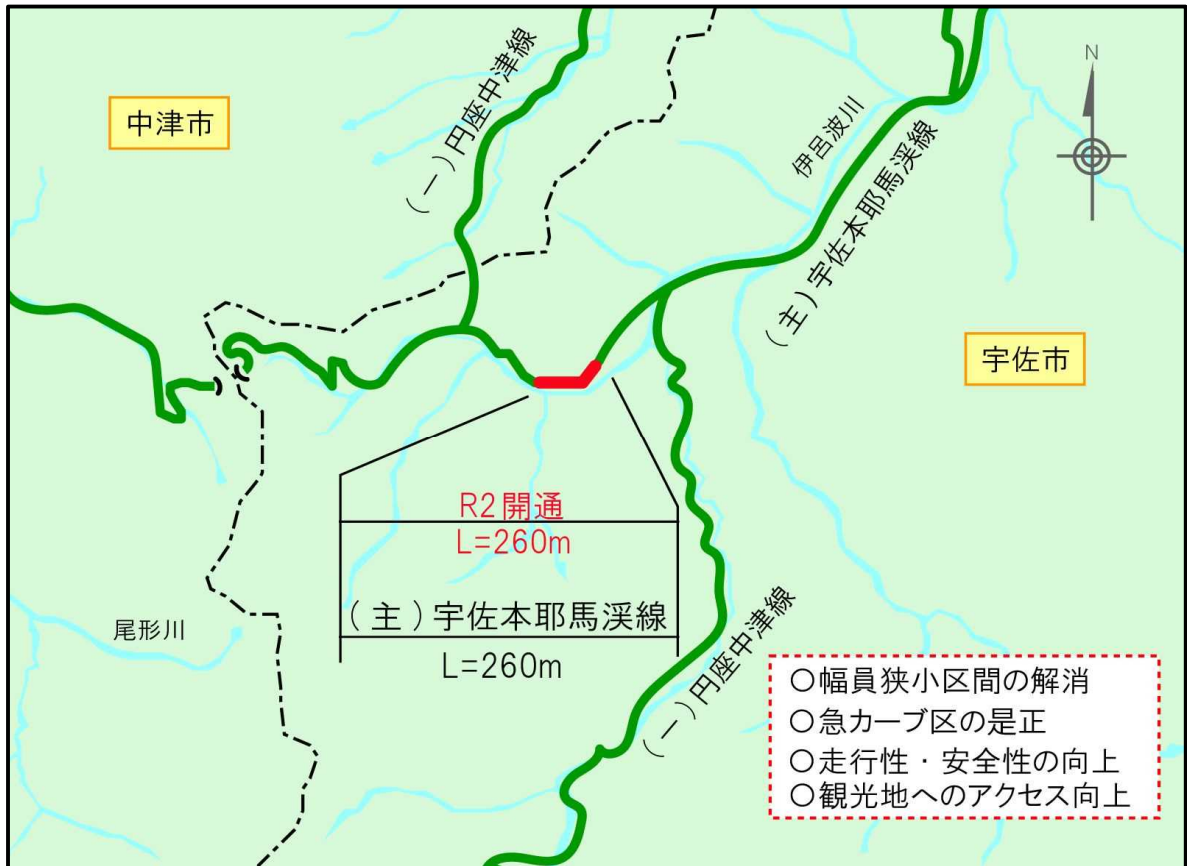 N
中津市
(一)円座中津線
伊呂波川
(主)宇佐本耶馬渓線
宇佐市
R2開通
L=260m
(主)宇佐本耶馬渓線
L=260m
尾形川
(一)円座中津線
○幅員狭小区間の解消
○急カーブ区の是正
○走行性・安全性の向上
○観光地へのアクセス向上